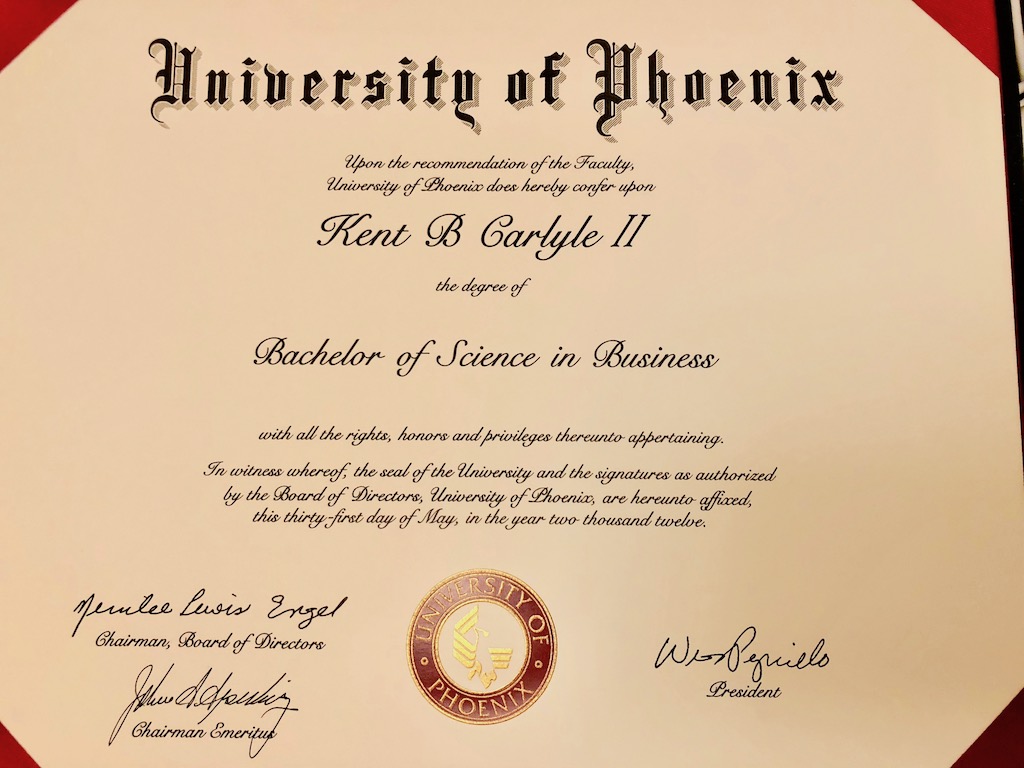 University of Phoenix
Upon the recommendation of the Faculty,
University of Phoenix does hereby confer upon
Kent B Carlyle II
the degree of
Bachelor of Science in Business
with all the rights, honors and privileges thereunto appertaining.
In witness whereof, the seal of the University and the signatures as authorized
by the Board of Directors, University of Phoenix, are hereunto affixed,
this thirty-first day of May, in the year two thousand twelve.
Lewis Engel
Chairman, Board of Directors
John
Chairman Emeritus
UNIVERSITY OF
PHOENIX
President